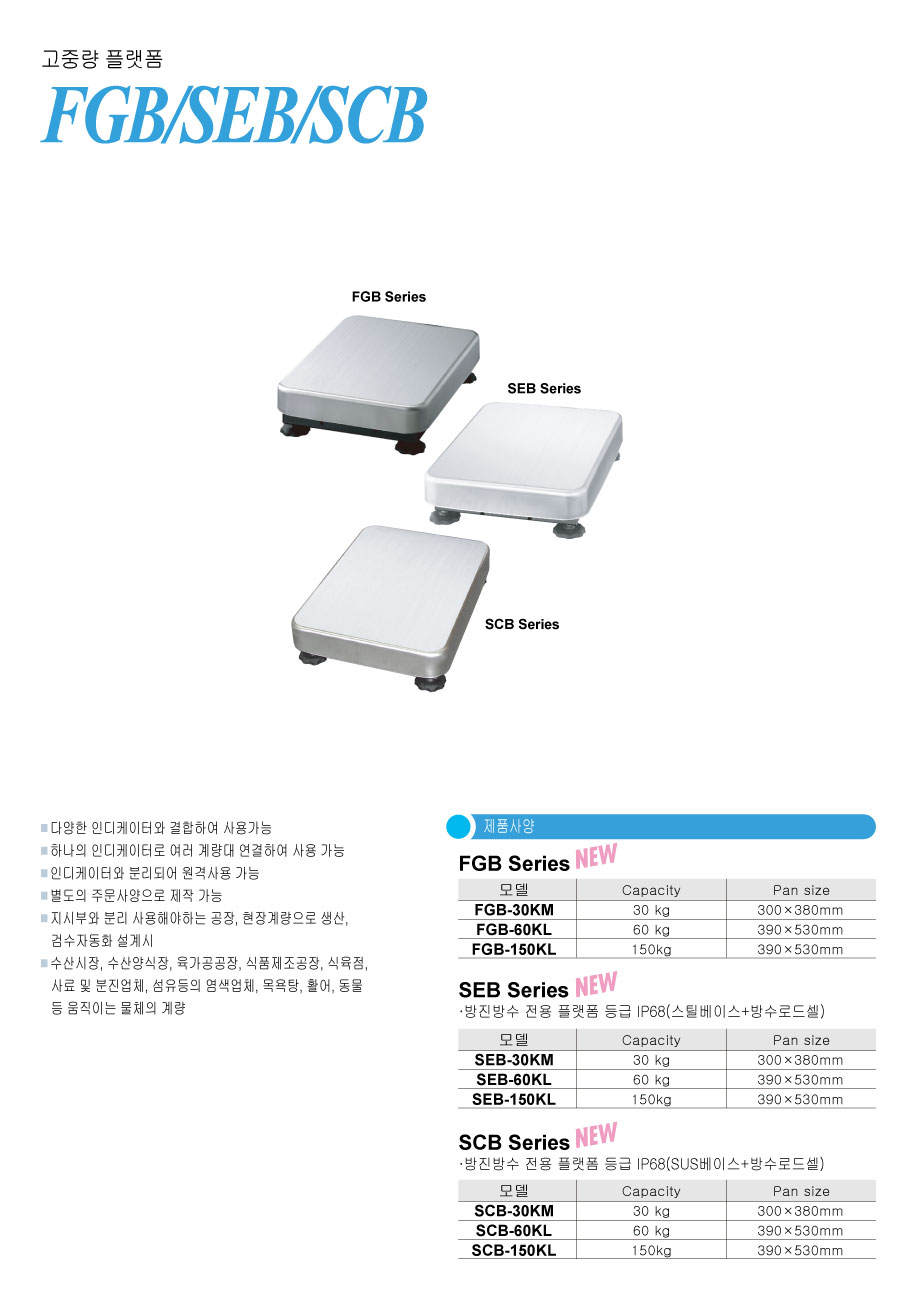 고중량 플랫폼
FGB/SEB/SCB
FGB Series
SEB Series
SCB Series
■다양한 인디케이터와 결합하여 사용가능
■하나의 인디케이터로 여러 계량대 연결하여 사용 가능
■인디케이터와 분리되어 원격사용 가능
■별도의 주문사양으로 제작 가능
■지시부와 분리 사용해야하는 공장, 현장계량으로 생산,
검수자동화 설계시
■수산시장, 수산양식장, 육가공공장, 식품제조공장, 식육점,
사료 및 분진업체, 섬유등의 염색업체, 목욕탕, 활어, 동물
등 움직이는 물체의 계량
제품사양
FGB Series NEW
모델 Capacity Pan size
FGB-30KM 30 kg 300×380mm
FGB-60KL 60 kg 390×530mm
FGB-150KL 150kg 390×530mm
SEB Series NEW
·방진방수 전용 플랫폼 등급 IP68(스틸베이스+방수로드셀)
모델 Capacity Pan size
SEB-30KM 30 kg 300×380mm
SEB-60KL 60 kg 390×530mm
SEB-150KL 150kg 390×530mm
SCB Series NEW
·방진방수 전용 플랫폼 등급 IP68(SUS베이스+방수로드셀)
모델 Capacity Pan size
SCB-30KM 30 kg 300×380mm
SCB-60KL 60 kg 390×530mm
SCB-150KL 150kg 390×530mm